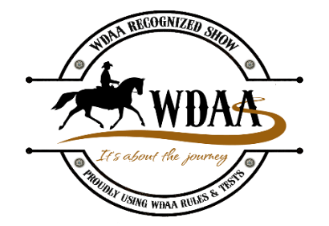 WDAA RECOGNIZED SHOW
WDAA
It's about the journey
PROUDLY USING WDAA RULES & TESTS